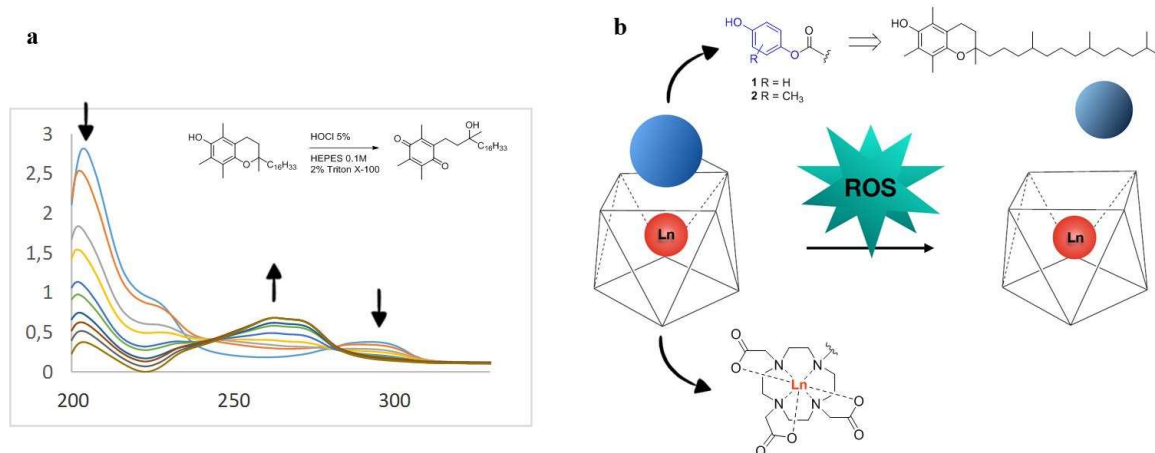 a
3
2,5
2
1,5
1
0,5
0
200
250
300
HO
O
C₁₆H₃₃
HOCl 5%
HEPES 0.1M
2% Triton X-100
O
O
OH
C₁₆H₃₃
b
HO
R
O
O
1 R = H
2 R = CH₃
HO
O
Ln
ROS
Ln
O
O
N
N
Ln
N
N
O
O
O
O